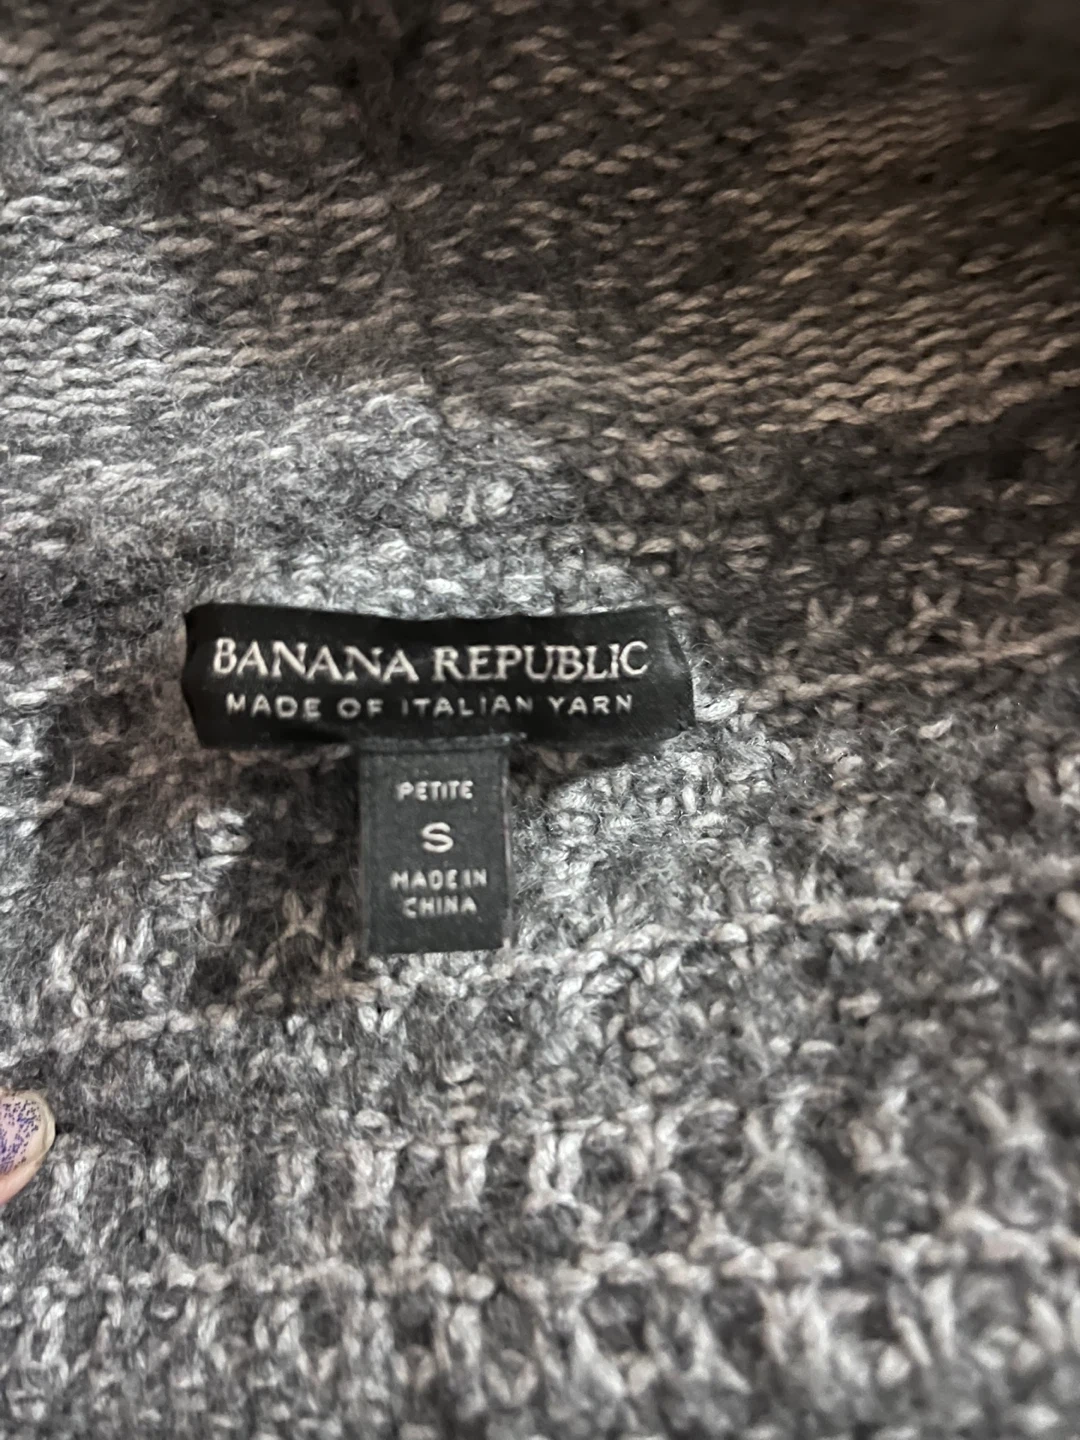 BANANA REPUBLIC
MADE OF ITALIAN YARN
PETITE
S
MADE IN
CHINA